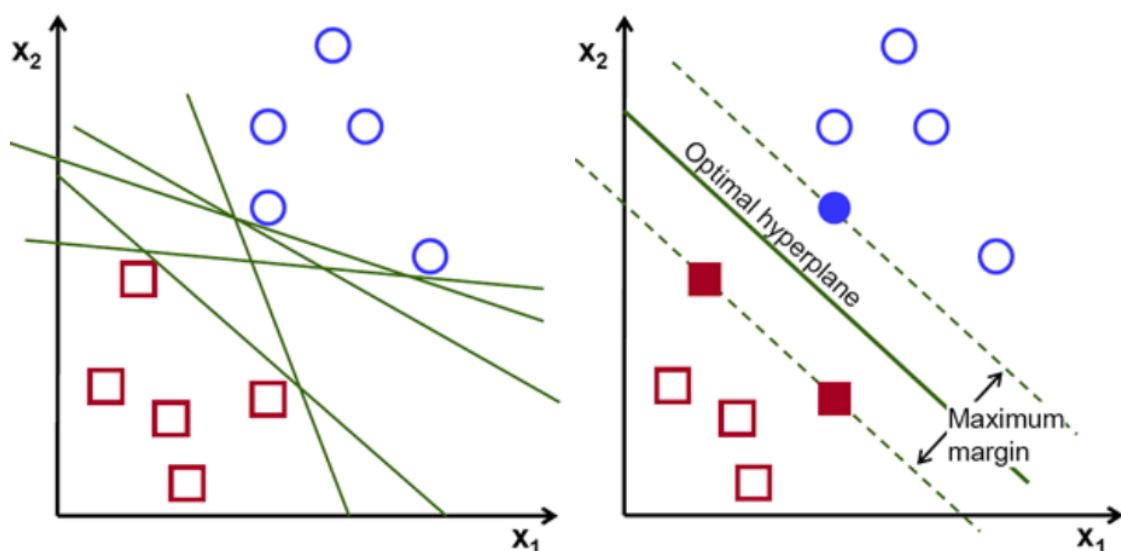 x₂
x₁
x₂
Optimal hyperplane
Maximum
margin
x₁